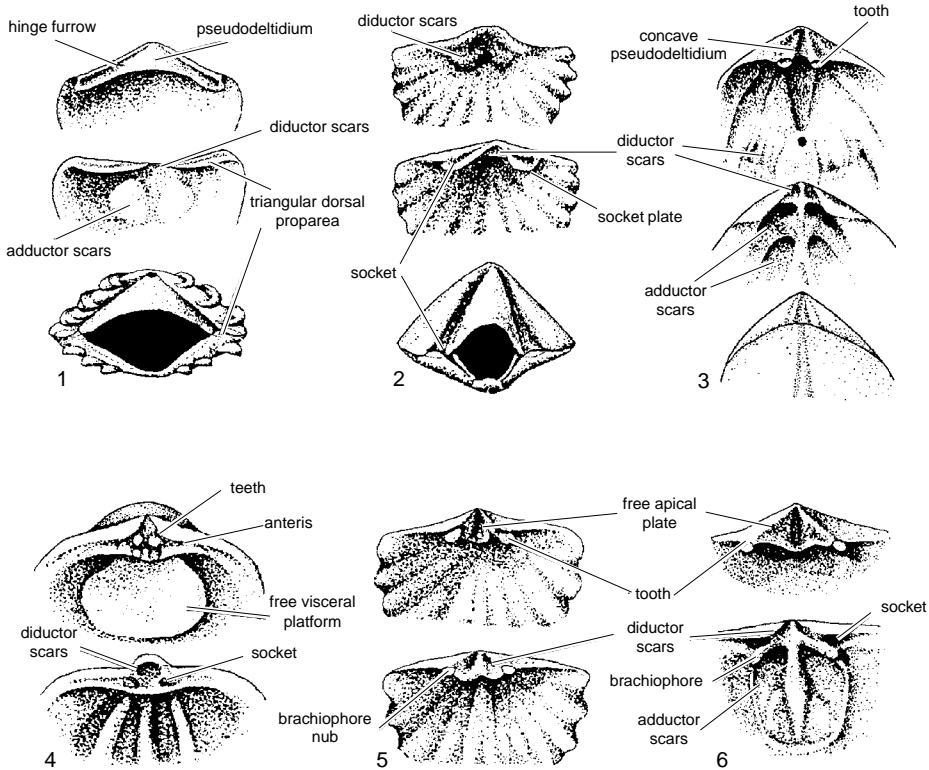 hinge furrow
pseudodeltidium
diductor scars
triangular dorsal
proparea
adductor scars
1
diductor scars
socket plate
socket
2
tooth
concave
pseudodeltidium
diductor
scars
adductor
scars
3
teeth
anteris
free visceral
platform
diductor
scars
socket
4
free apical
plate
tooth
diductor
scars
brachiophore
nub
5
socket
brachiophore
adductor
scars
6